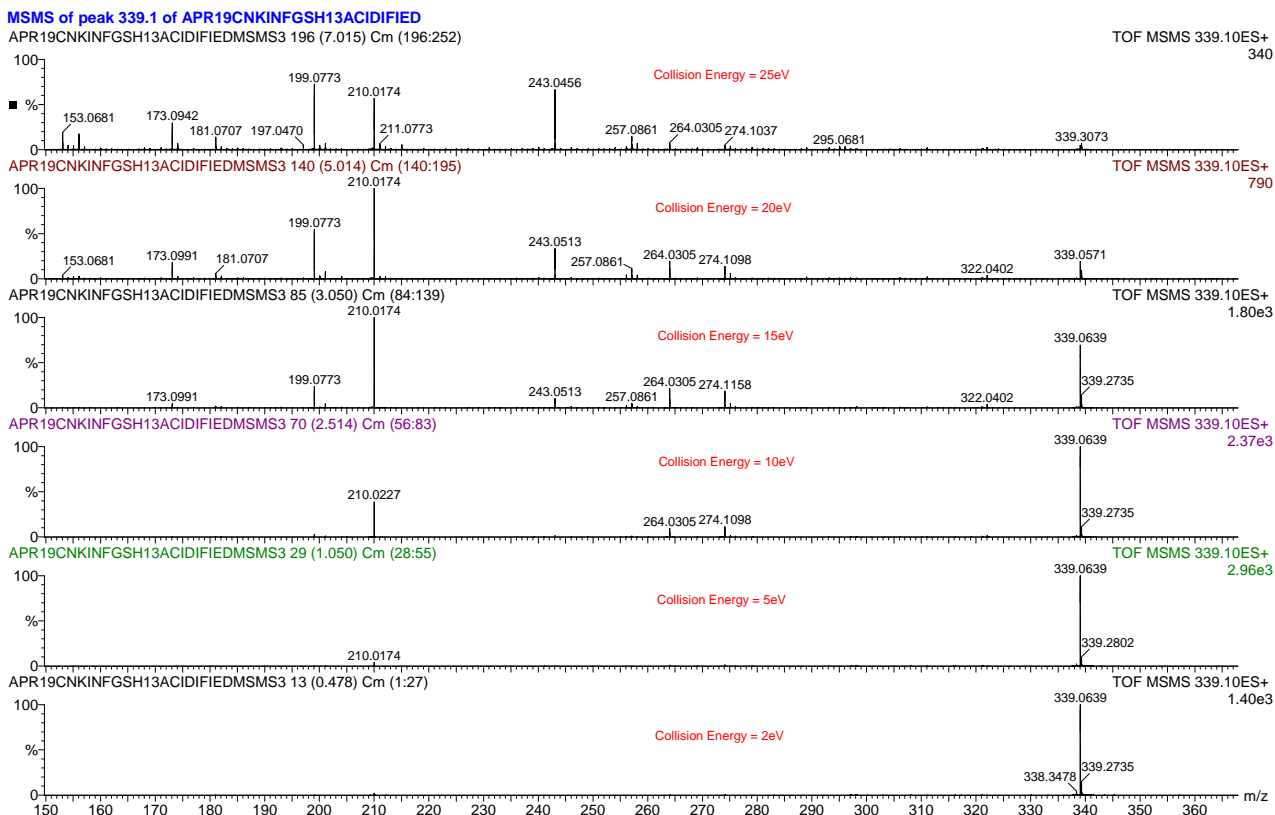 MSMS of peak 339.1 of APR19CNKINFGSH13ACIDIFIED
APR19CNKINFGSH13ACIDIFIEDMSMS3 196 (7.015) Cm (196:252)
TOF MSMS 339.10ES+
340
100
%
0
Collision Energy = 25eV
153.0681
173.0942
181.0707
197.0470
199.0773
210.0174
211.0773
243.0456
257.0861
264.0305
274.1037
295.0681
339.3073
APR19CNKINFGSH13ACIDIFIEDMSMS3 140 (5.014) Cm (140:195)
TOF MSMS 339.10ES+
790
100
%
0
Collision Energy = 20eV
153.0681
173.0991
181.0707
199.0773
210.0174
243.0513
257.0861
264.0305
274.1098
322.0402
339.0571
APR19CNKINFGSH13ACIDIFIEDMSMS3 85 (3.050) Cm (84:139)
TOF MSMS 339.10ES+
1.80e3
100
%
0
Collision Energy = 15eV
173.0991
199.0773
210.0174
243.0513
257.0861
264.0305
274.1158
322.0402
339.0639
339.2735
APR19CNKINFGSH13ACIDIFIEDMSMS3 70 (2.514) Cm (56:83)
TOF MSMS 339.10ES+
2.37e3
100
%
0
Collision Energy = 10eV
210.0227
264.0305
274.1098
339.0639
339.2735
APR19CNKINFGSH13ACIDIFIEDMSMS3 29 (1.050) Cm (28:55)
TOF MSMS 339.10ES+
2.96e3
100
%
0
Collision Energy = 5eV
210.0174
339.0639
339.2802
APR19CNKINFGSH13ACIDIFIEDMSMS3 13 (0.478) Cm (1:27)
TOF MSMS 339.10ES+
1.40e3
100
%
0
Collision Energy = 2eV
338.3478
339.0639
339.2735
150 160 170 180 190 200 210 220 230 240 250 260 270 280 290 300 310 320 330 340 350 360 m/z